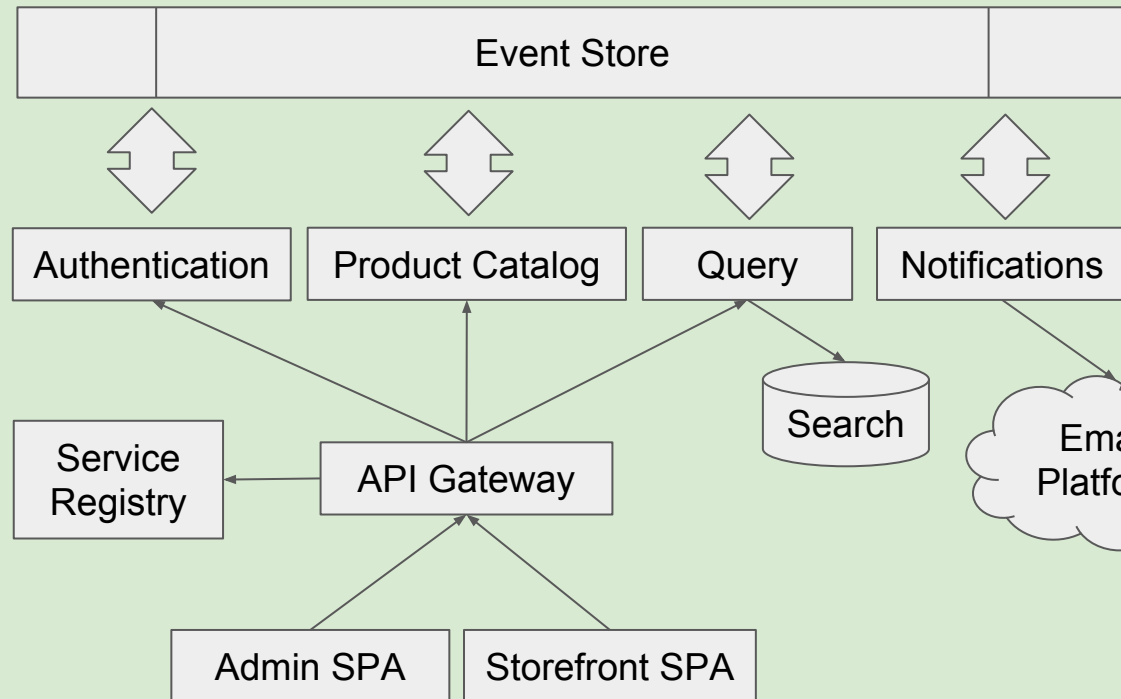 Event Store
Authentication
Product Catalog
Query
Notifications
Search
Service
Registry
API Gateway
Admin SPA
Storefront SPA